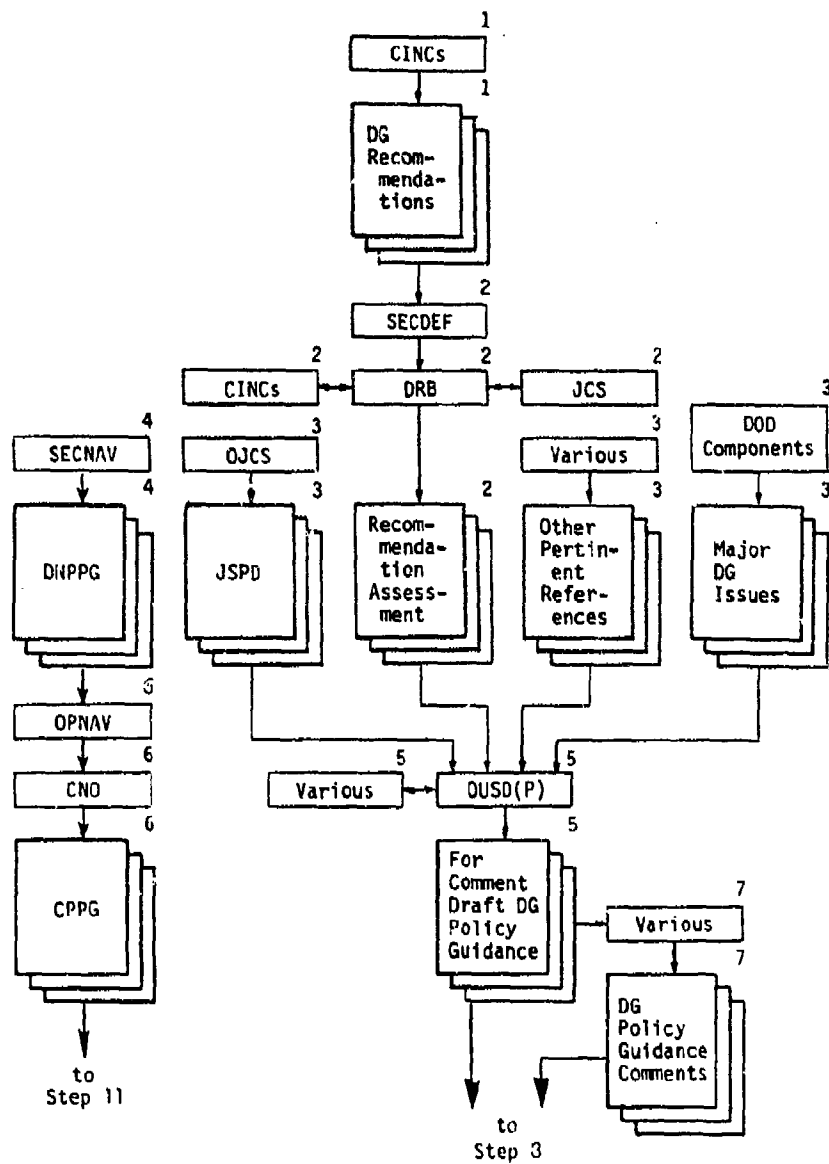 1
CINCs
1
DG
Recom-
menda-
tions
2
SECDEF
2
CINCs
2
DRB
2
JCS
4
SECNAV
3
OJCS
3
Various
3
DOD
Components
4
DNPPG
3
JSPD
2
Recom-
menda-
tion
Assess-
ment
3
Other
Pertin-
ent
Refer-
ences
3
Major
DG
Issues
6
OPNAV
6
CNO
5
Various
5
OUSD(P)
6
CPPG
5
For
Comment
Draft DG
Policy
Guidance
7
Various
7
DG
Policy
Guidance
Comments
to
Step 11
to
Step 3